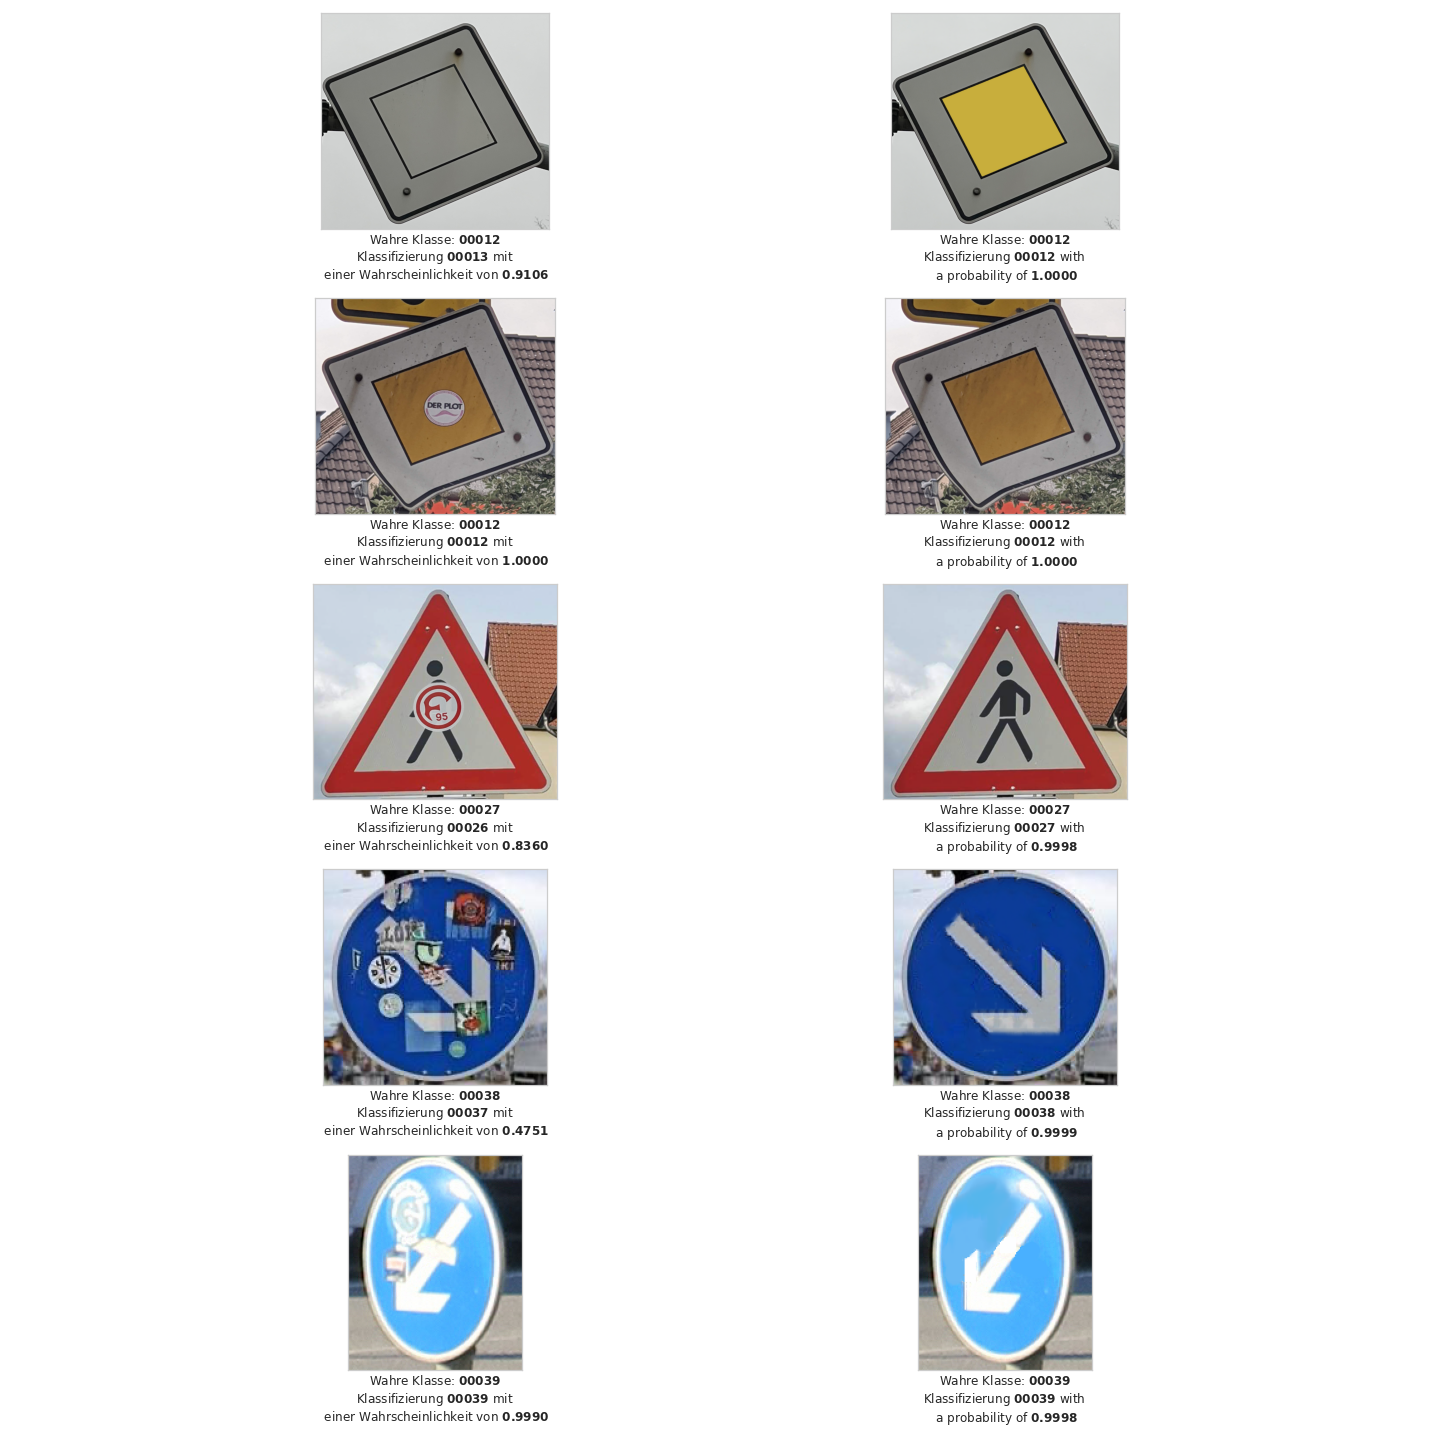 Wahre Klasse: 00012
Klassifizierung 00013 mit
einer Wahrscheinlichkeit von 0.9106
Wahre Klasse: 00012
Klassifizierung 00012 with
a probability of 1.0000
DER PLOT
Wahre Klasse: 00012
Klassifizierung 00012 mit
einer Wahrscheinlichkeit von 1.0000
Wahre Klasse: 00012
Klassifizierung 00012 with
a probability of 1.0000
F
95
Wahre Klasse: 00027
Klassifizierung 00026 mit
einer Wahrscheinlichkeit von 0.8360
Wahre Klasse: 00027
Klassifizierung 00027 with
a probability of 0.9998
Wahre Klasse: 00038
Klassifizierung 00037 mit
einer Wahrscheinlichkeit von 0.4751
Wahre Klasse: 00038
Klassifizierung 00038 with
a probability of 0.9999
Wahre Klasse: 00039
Klassifizierung 00039 mit
einer Wahrscheinlichkeit von 0.9990
Wahre Klasse: 00039
Klassifizierung 00039 with
a probability of 0.9998